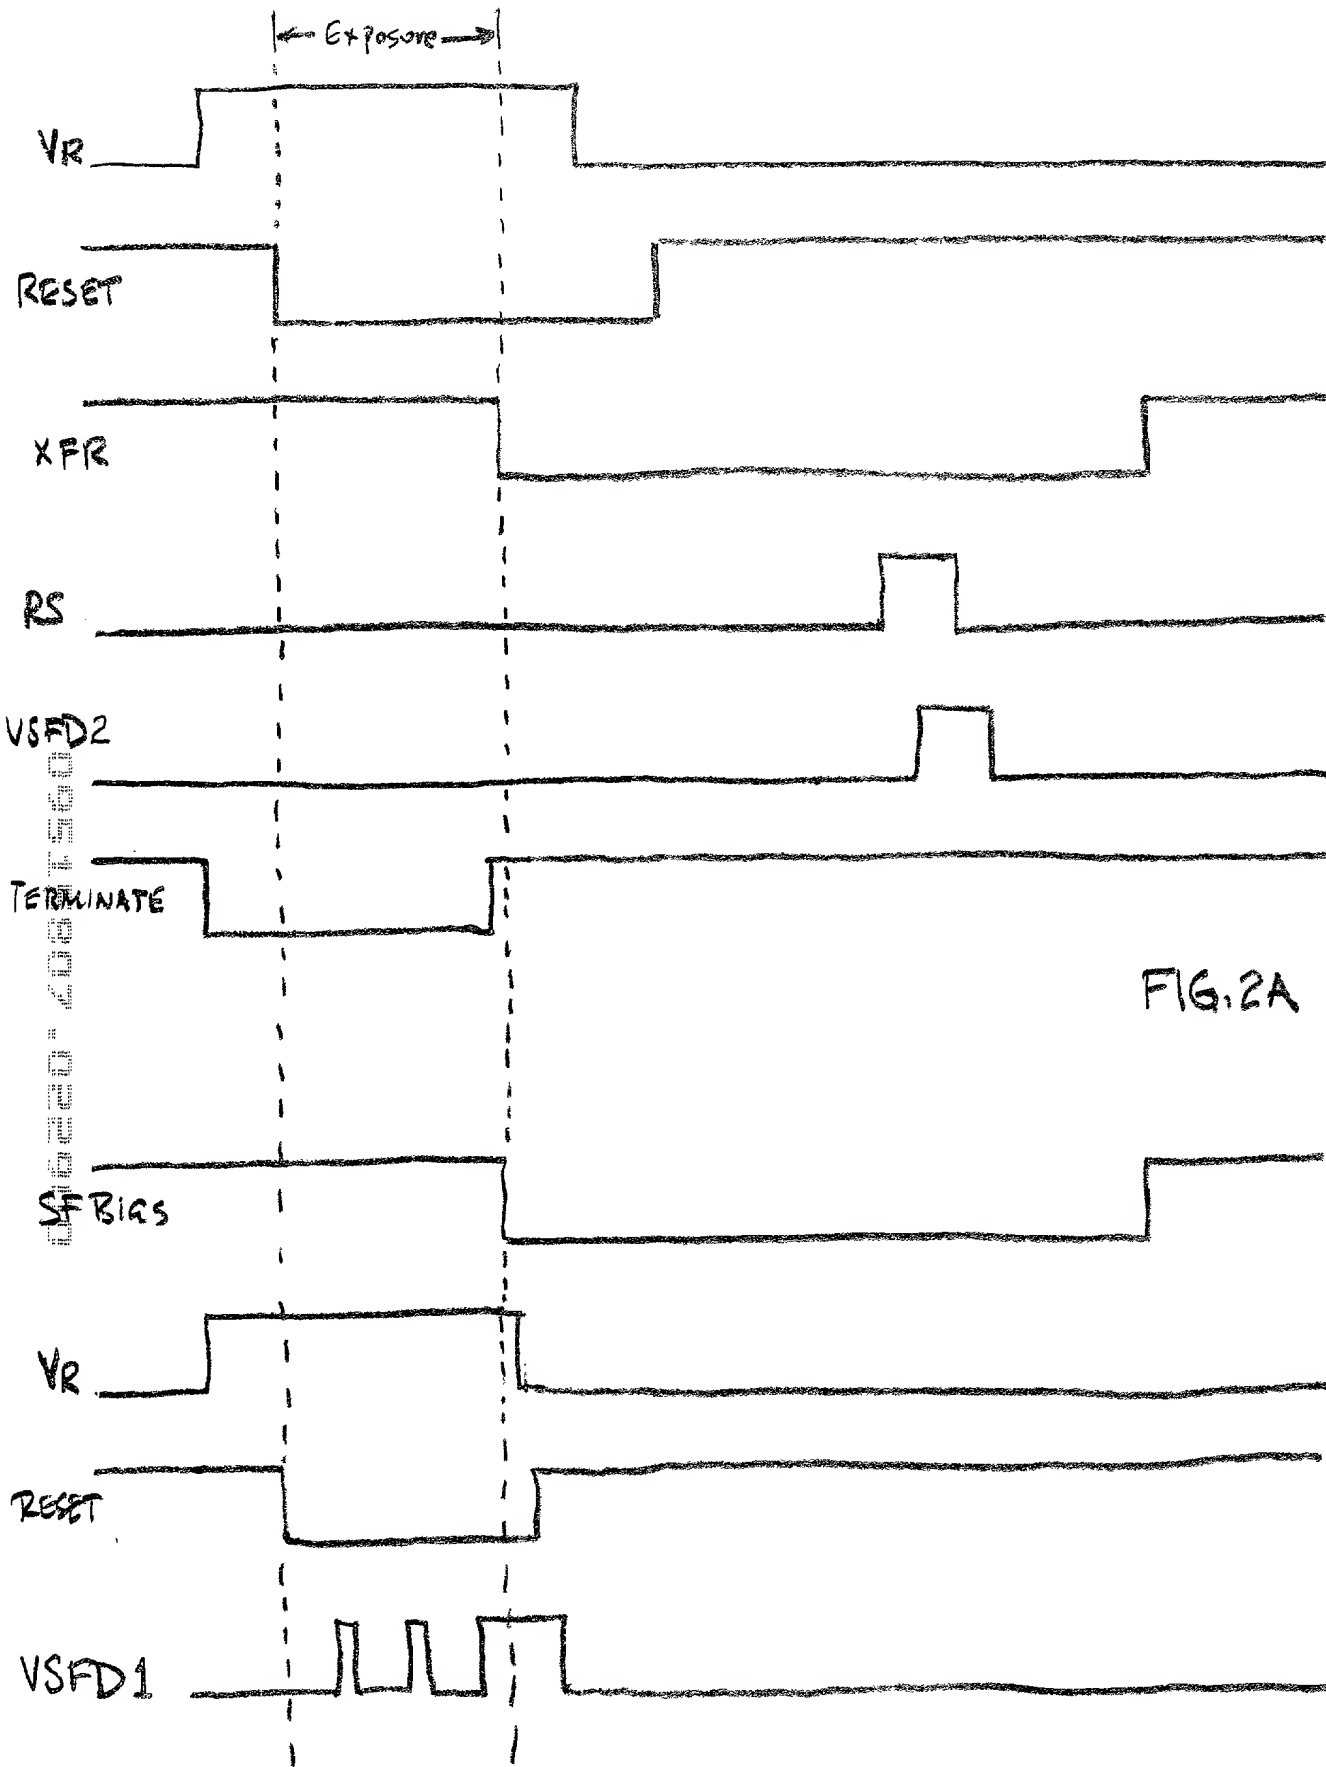 Exposure
VR
RESET
XFR
RS
VSFD2
TERMINATE
FIG.2A
SFBias
VR
RESET
VSFD1